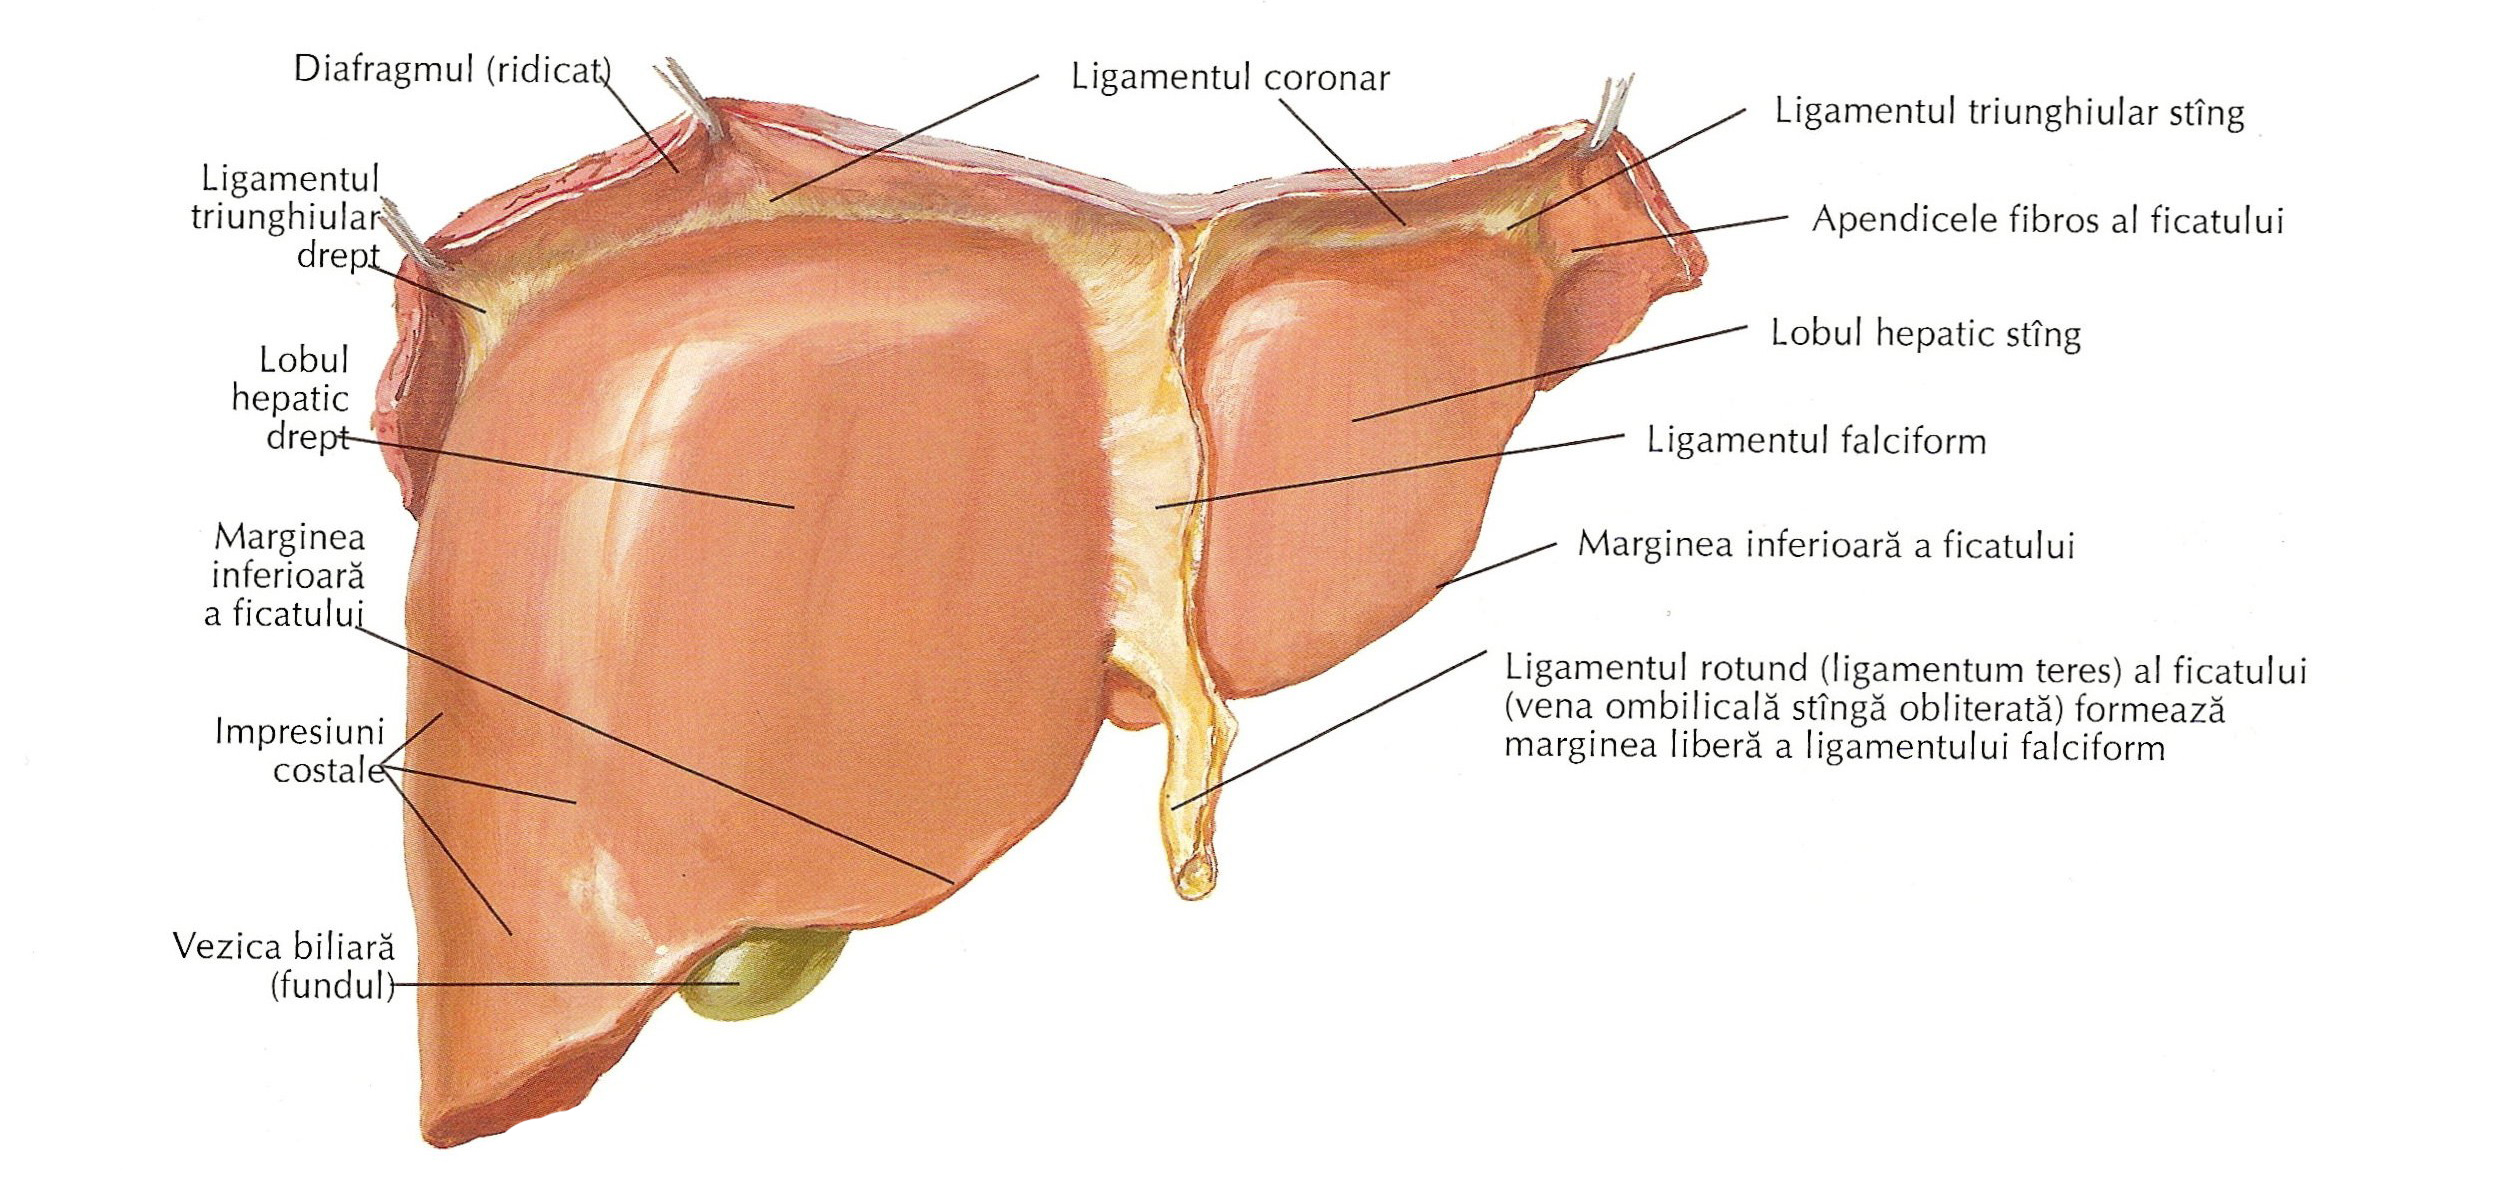 Diafragmul (ridicat)
Ligamentul
triunghiular
drept
Lobul
hepatic
drept
Marginea
inferioară
a ficatului
Impresiuni
costale
Vezica biliară
(fundul)
Ligamentul coronar
Ligamentul triunghiular stîng
Apendicele fibros al ficatului
Lobul hepatic stîng
Ligamentul falciform
Marginea inferioară a ficatului
Ligamentul rotund (ligamentum teres) al ficatului
(vena ombilicală stîngă obliterată) formează
marginea liberă a ligamentului falciform